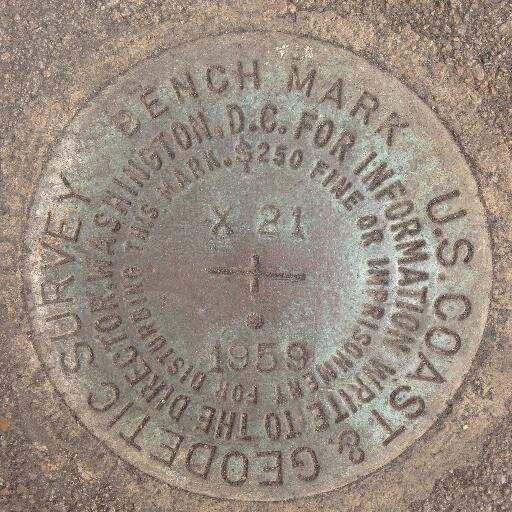 BENCH MARK
U.S. COAST & GEODETIC SURVEY
FOR INFORMATION WRITE TO THE DIRECTOR, WASHINGTON, D.C.
$250 FINE OR IMPRISONMENT FOR DISTURBING THIS MARK.
X 21
1959